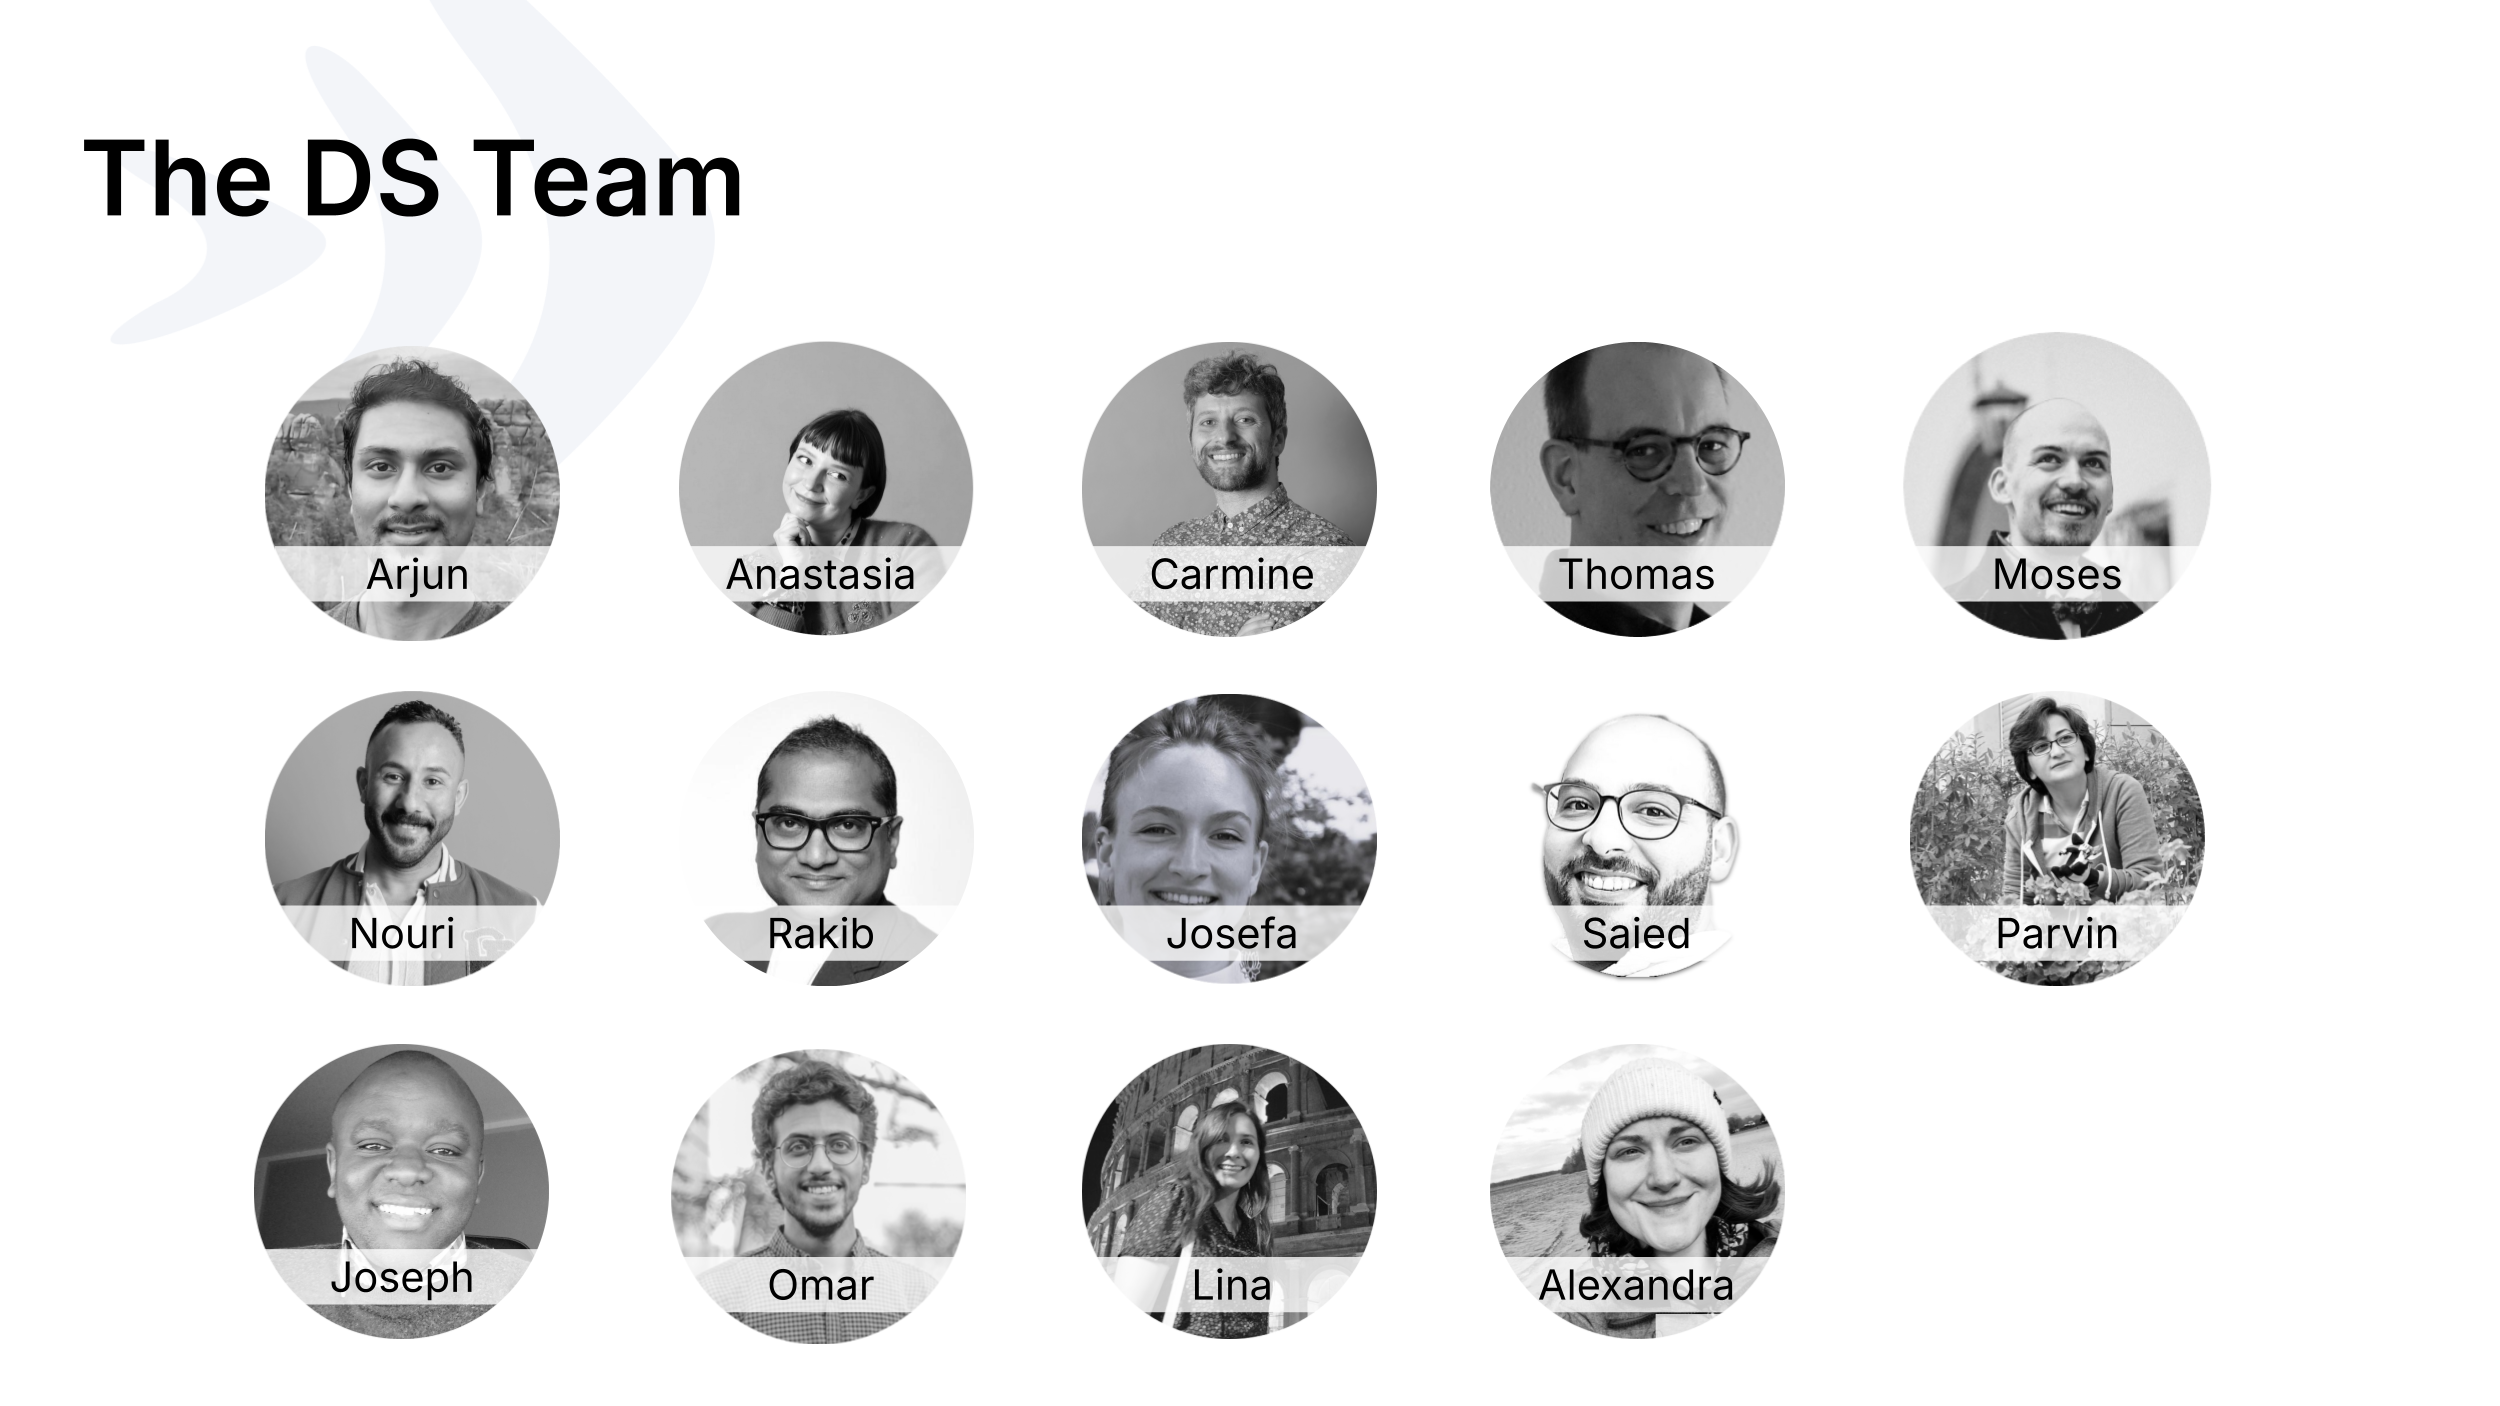 The DS Team
Arjun
Anastasia
Carmine
Thomas
Moses
Nouri
Rakib
Josefa
Saied
Parvin
Joseph
Omar
Lina
Alexandra